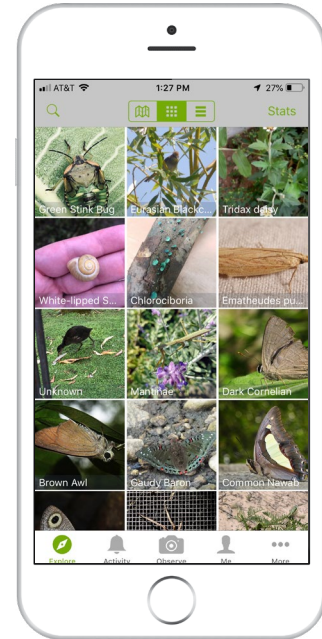 AT&T
1:27 PM
27%
Stats
Green Stink Bug
Eurasian Blackc...
Tridax daisy
White-lipped S...
Chlorociboria
Ematheudes pu...
Unknown
Mantinae
Dark Cornelian
Brown Awl
Gaudy Baron
Common Nawab
Explore
Activity
Observe
Me
More